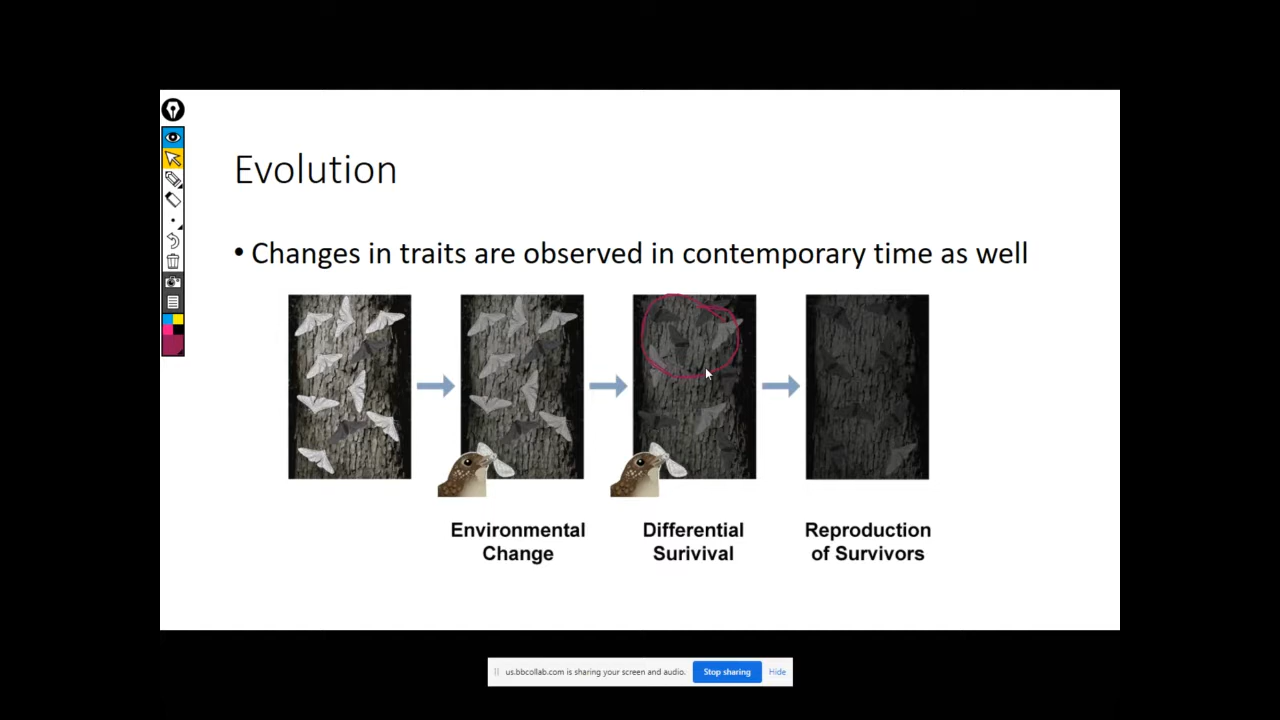 Evolution
• Changes in traits are observed in contemporary time as well
Environmental
Change
Differential
Surivival
Reproduction
of Survivors
us.bbcollab.com is sharing your screen and audio.
Stop sharing
Hide